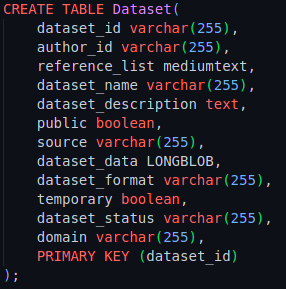 CREATE TABLE Dataset(
    dataset_id varchar(255),
    author_id varchar(255),
    reference_list mediumtext,
    dataset_name varchar(255),
    dataset_description text,
    public boolean,
    source varchar(255),
    dataset_data LONGBLOB,
    dataset_format varchar(255),
    temporary boolean,
    dataset_status varchar(255),
    domain varchar(255),
    PRIMARY KEY (dataset_id)
);